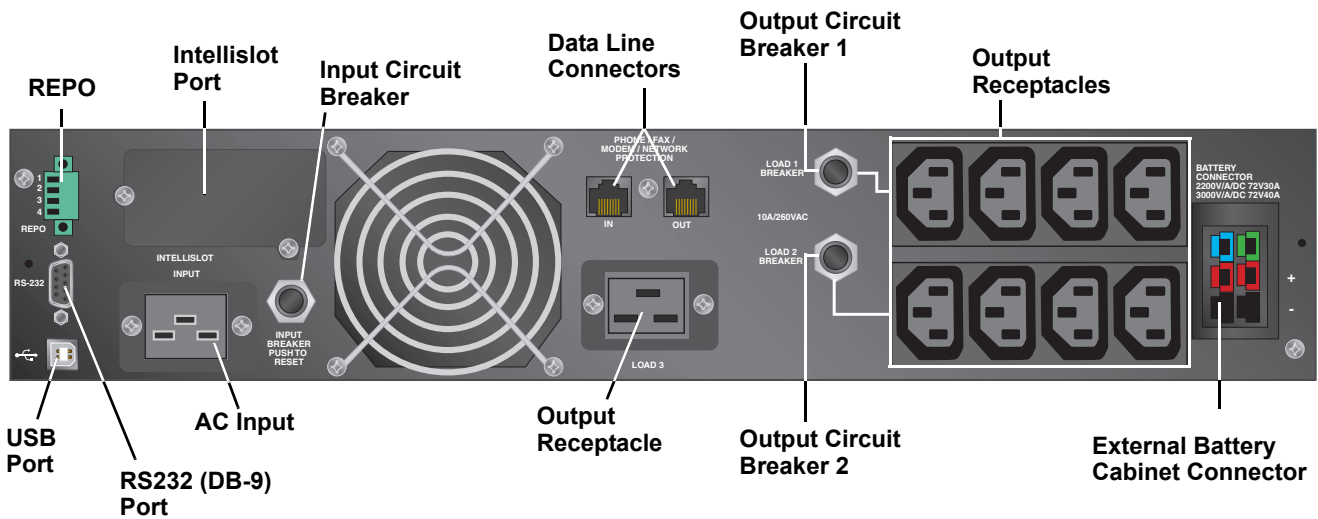 Output Circuit
Breaker 1
Data Line
Connectors
Output
Receptacles
Intellislot
Port
Input Circuit
Breaker
REPO
PHONE / FAX /
MODEM / NETWORK
PROTECTION
IN
OUT
LOAD 1
BREAKER
10A/260VAC
LOAD 2
BREAKER
BATTERY
CONNECTOR
2200V/A/DC 72V30A
3000V/A/DC 72V40A
+
-
1
2
3
4
REPO
RS-232
INTELLISLOT
INPUT
INPUT
BREAKER
PUSH TO
RESET
LOAD 3
USB
Port
AC Input
RS232 (DB-9)
Port
Output
Receptacle
Output Circuit
Breaker 2
External Battery
Cabinet Connector